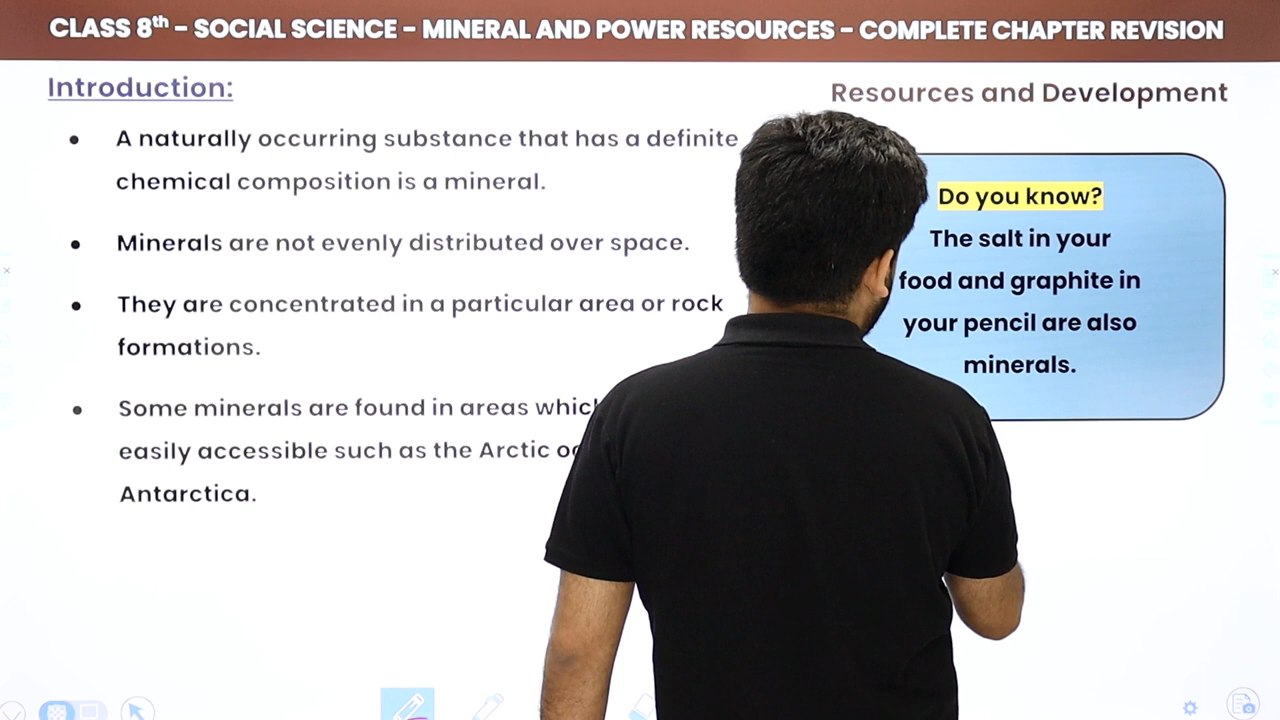 CLASS 8th – SOCIAL SCIENCE – MINERAL AND POWER RESOURCES – COMPLETE CHAPTER REVISION
Introduction:
Resources and Development
• A naturally occurring substance that has a definite
chemical composition is a mineral.
• Minerals are not evenly distributed over space.
• They are concentrated in a particular area or rock
formations.
• Some minerals are found in areas which
easily accessible such as the Arctic
Antarctica.
Do you know?
The salt in your
food and graphite in
your pencil are also
minerals.